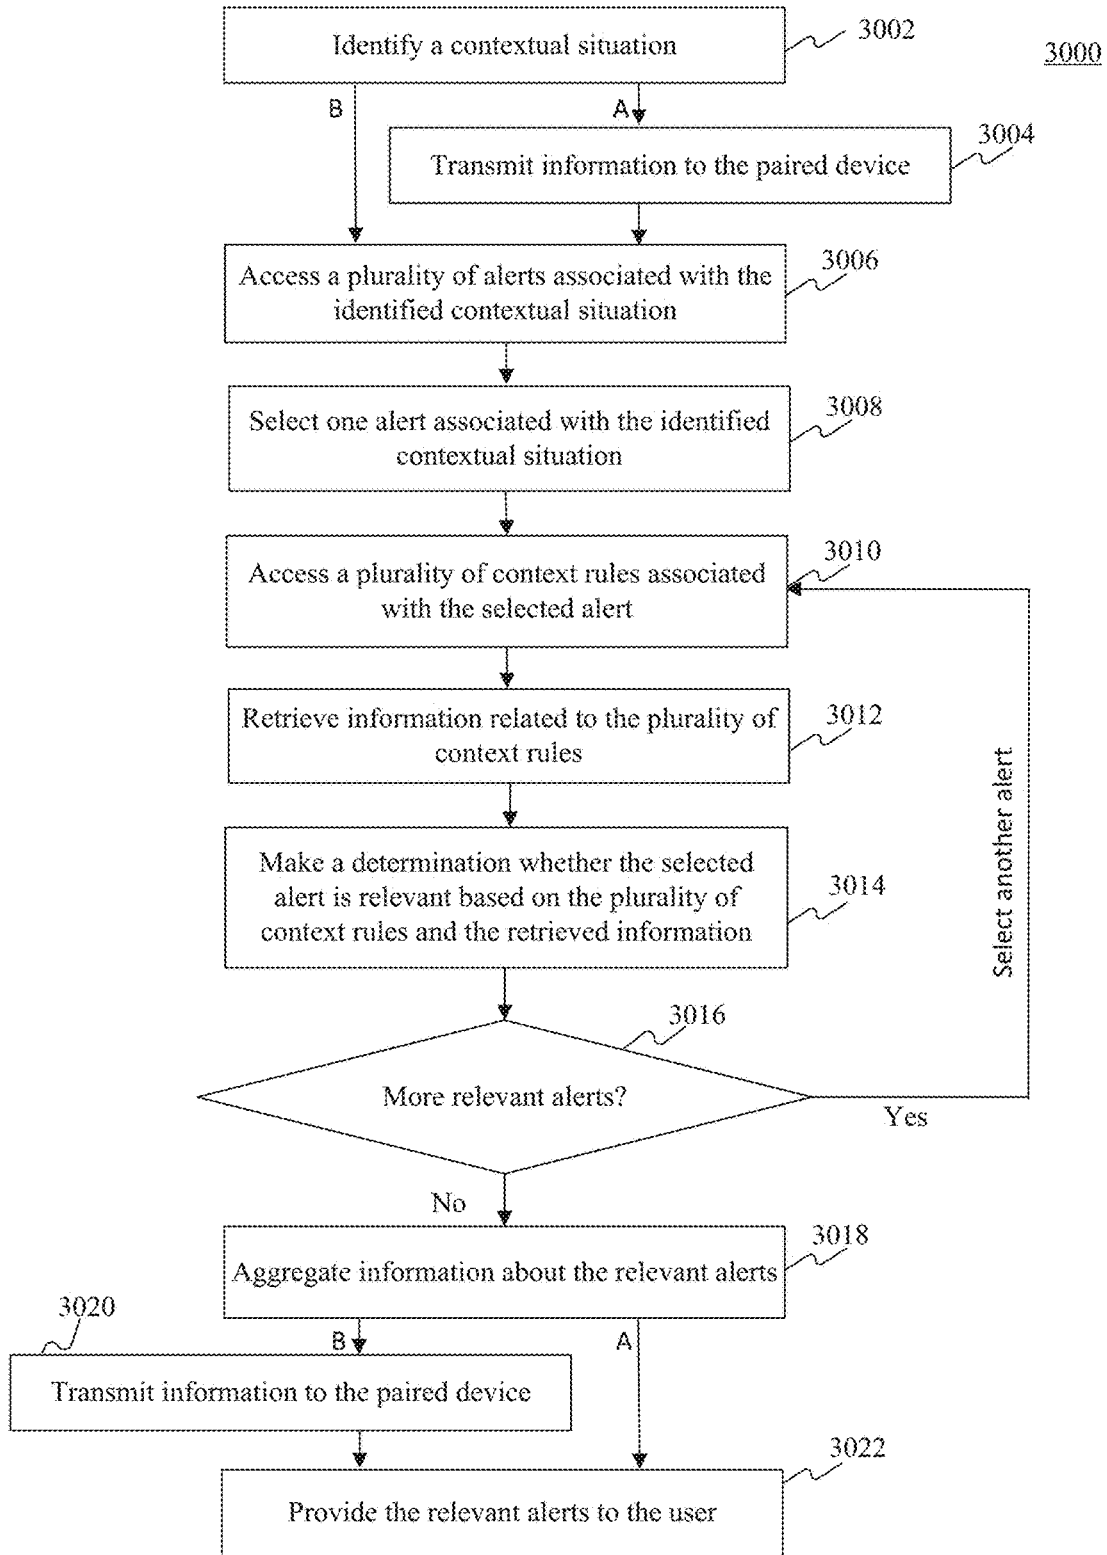 Identify a contextual situation
3002
3000
B
A
3004
Transmit information to the paired device
3006
Access a plurality of alerts associated with the
identified contextual situation
3008
Select one alert associated with the identified
contextual situation
3010
Access a plurality of context rules associated
with the selected alert
3012
Retrieve information related to the plurality of
context rules
Select another alert
Make a determination whether the selected
alert is relevant based on the plurality of
context rules and the retrieved information
3014
3016
More relevant alerts?
Yes
No
3018
Aggregate information about the relevant alerts
3020
B
A
Transmit information to the paired device
3022
Provide the relevant alerts to the user